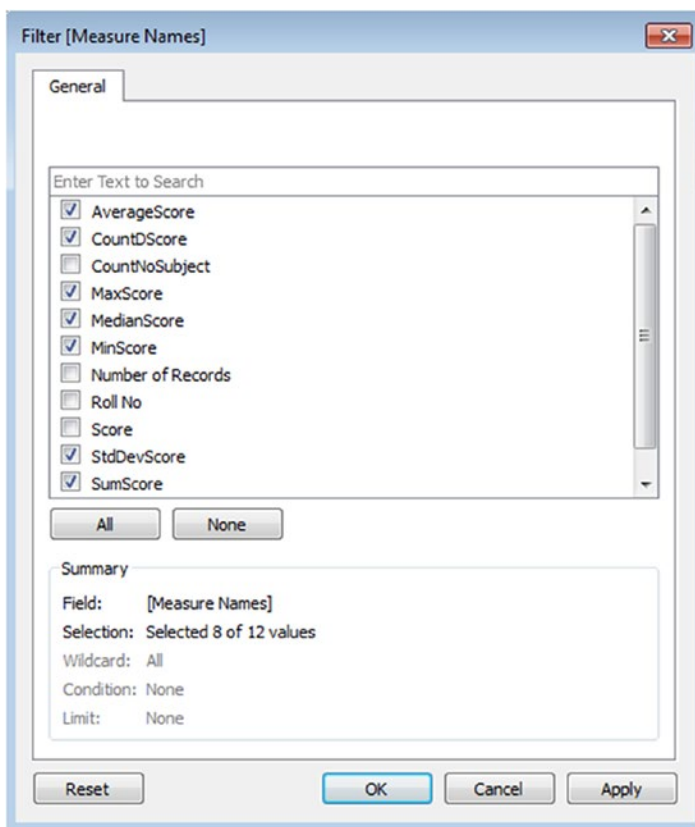 Filter [Measure Names]
General
Enter Text to Search
AverageScore
CountDScore
CountNoSubject
MaxScore
MedianScore
MinScore
Number of Records
Roll No
Score
StdDevScore
SumScore
All None
Summary
Field: [Measure Names]
Selection: Selected 8 of 12 values
Wildcard: All
Condition: None
Limit: None
Reset OK Cancel Apply